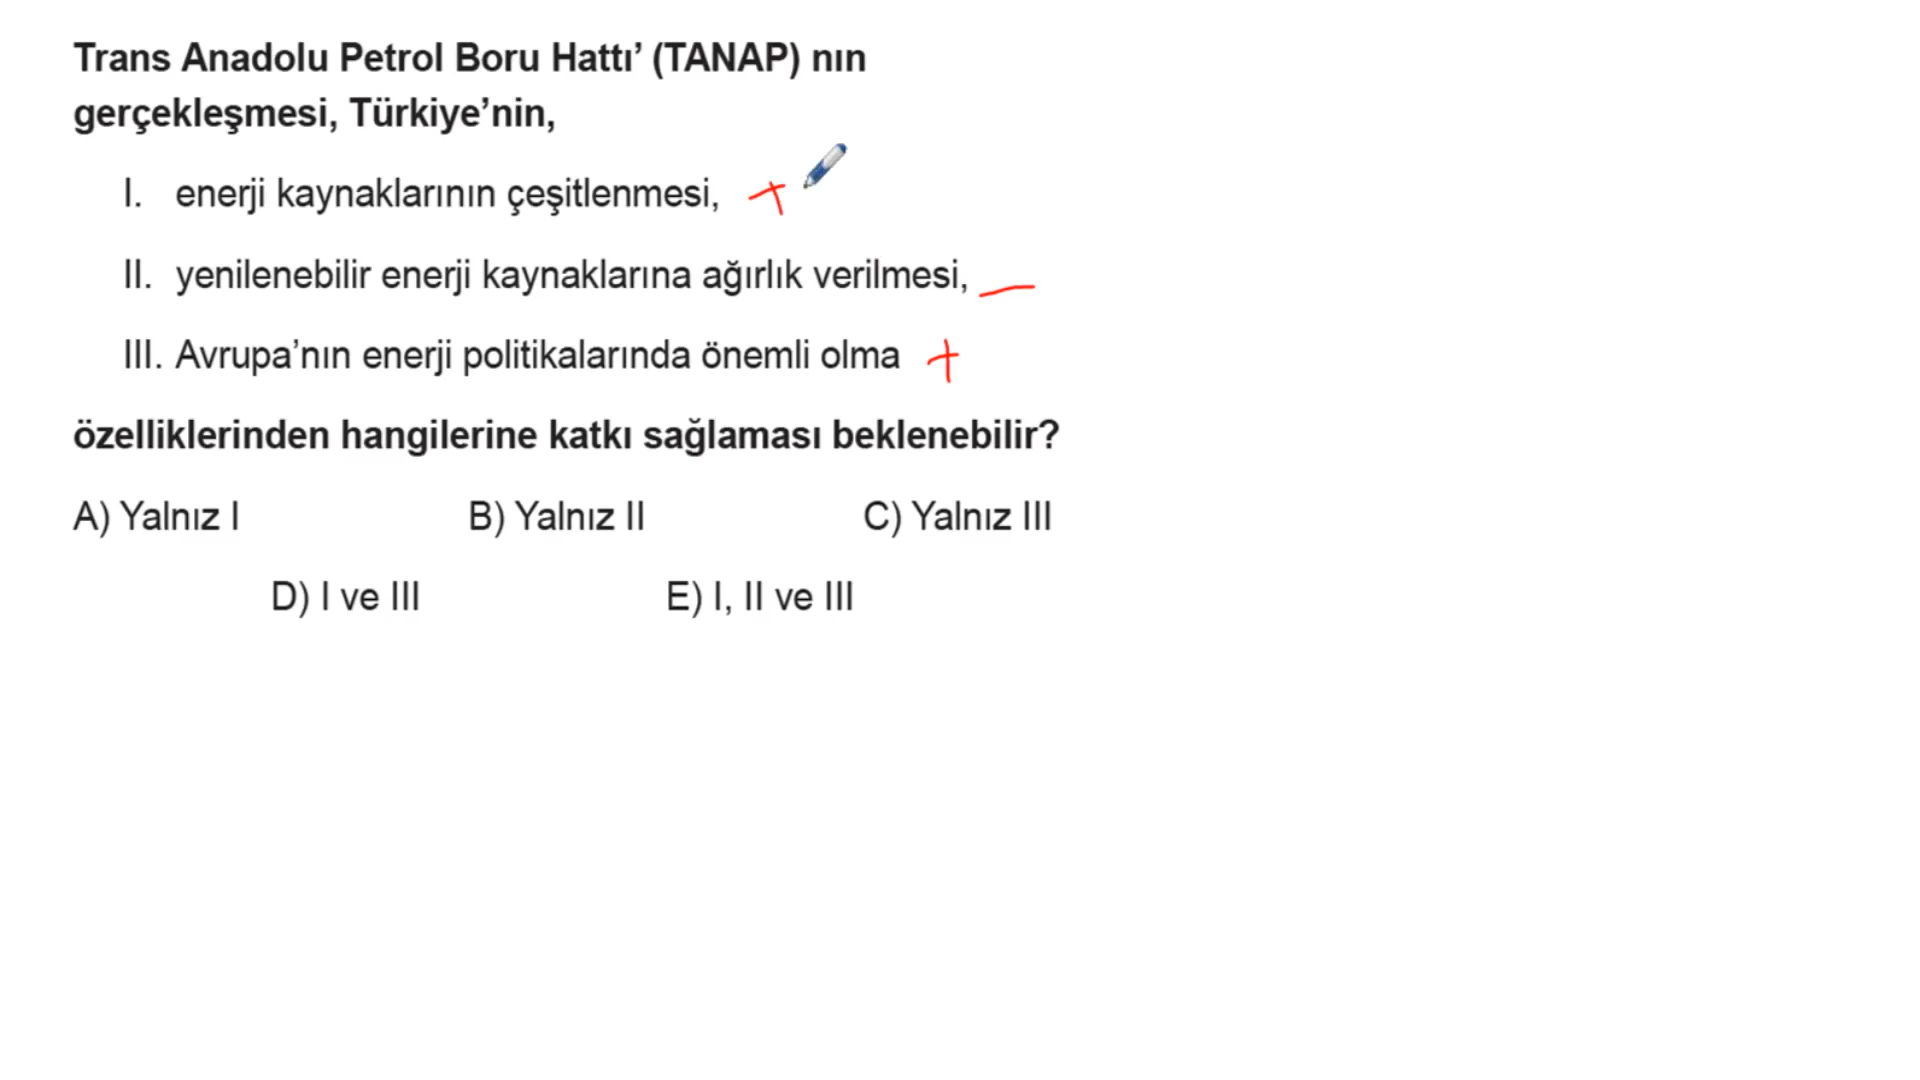 Trans Anadolu Petrol Boru Hattı’ (TANAP) nın
gerçekleşmesi, Türkiye’nin,
I. enerji kaynaklarının çeşitlenmesi, +
II. yenilenebilir enerji kaynaklarına ağırlık verilmesi, —
III. Avrupa’nın enerji politikalarında önemli olma +
özelliklerinden hangilerine katkı sağlaması beklenebilir?
A) Yalnız I B) Yalnız II C) Yalnız III
D) I ve III E) I, II ve III